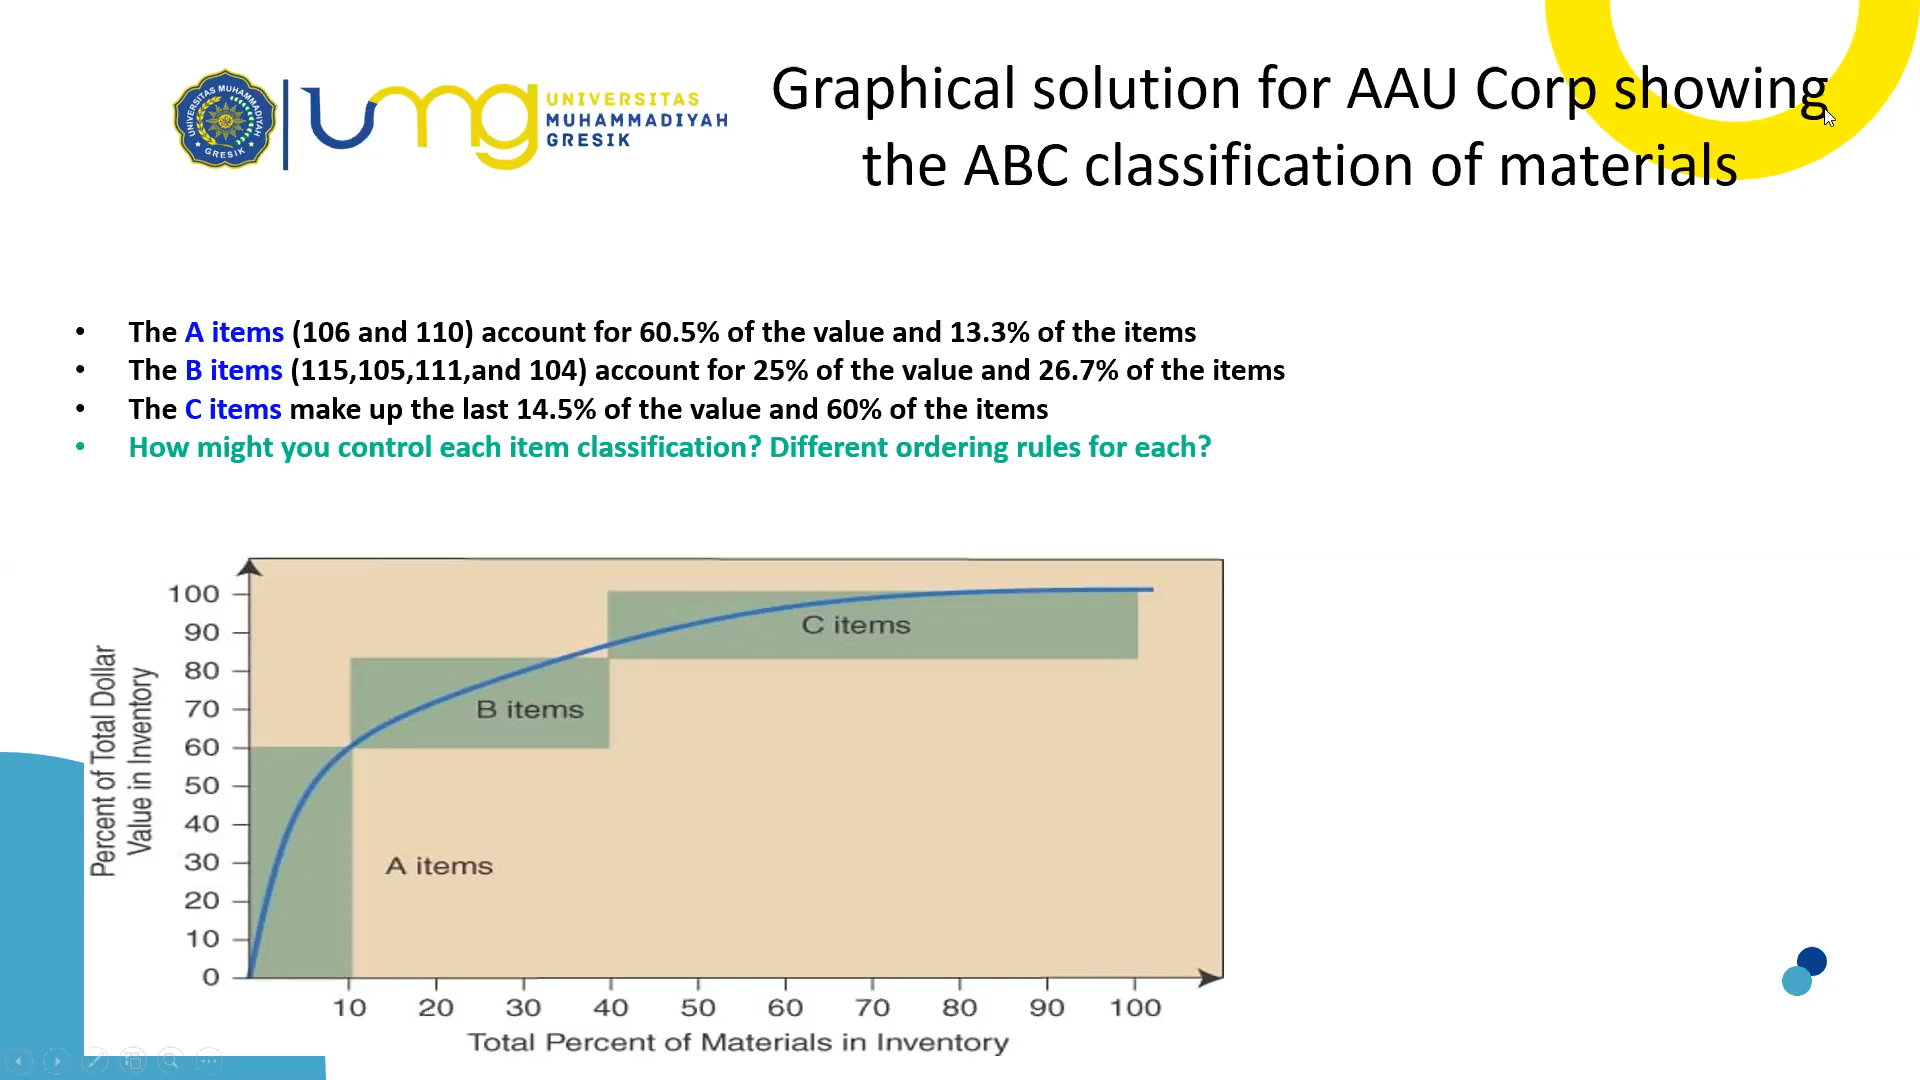 UNIVERSITAS MUHAMMADIYAH
GRESIK
umg
UNIVERSITAS
MUHAMMADIYAH
GRESIK
Graphical solution for AAU Corp showing
the ABC classification of materials
• The A items (106 and 110) account for 60.5% of the value and 13.3% of the items
• The B items (115,105,111,and 104) account for 25% of the value and 26.7% of the items
• The C items make up the last 14.5% of the value and 60% of the items
• How might you control each item classification? Different ordering rules for each?
Percent of Total Dollar
Value in Inventory
100
90
80
70
60
50
40
30
20
10
0
C items
B items
A items
10 20 30 40 50 60 70 80 90 100
Total Percent of Materials in Inventory